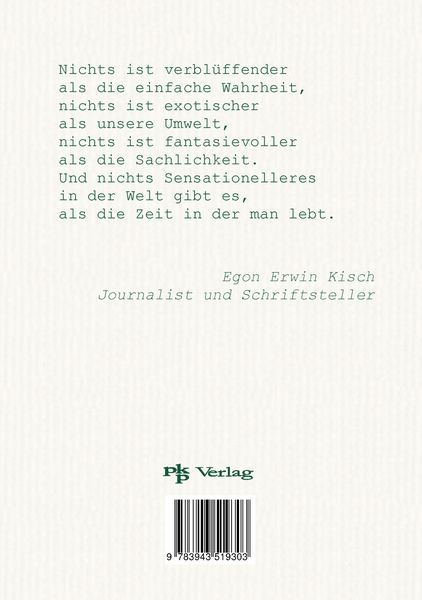 Nichts ist verblüffender
als die einfache Wahrheit,
nichts ist exotischer
als unsere Umwelt,
nichts ist fantasievoller
als die Sachlichkeit.
Und nichts Sensationelleres
in der Welt gibt es,
als die Zeit in der man lebt.
Egon Erwin Kisch
Journalist und Schriftsteller
pkp Verlag
9 783943 519303